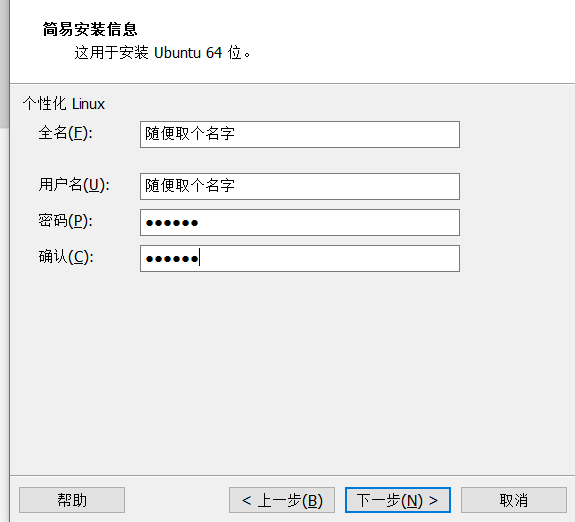 简易安装信息
这用于安装 Ubuntu 64 位。
个性化 Linux
全名(F): 随便取个名字
用户名(U): 随便取个名字
密码(P): ●●●●●●
确认(C): ●●●●●●
帮助 < 上一步(B) 下一步(N) > 取消